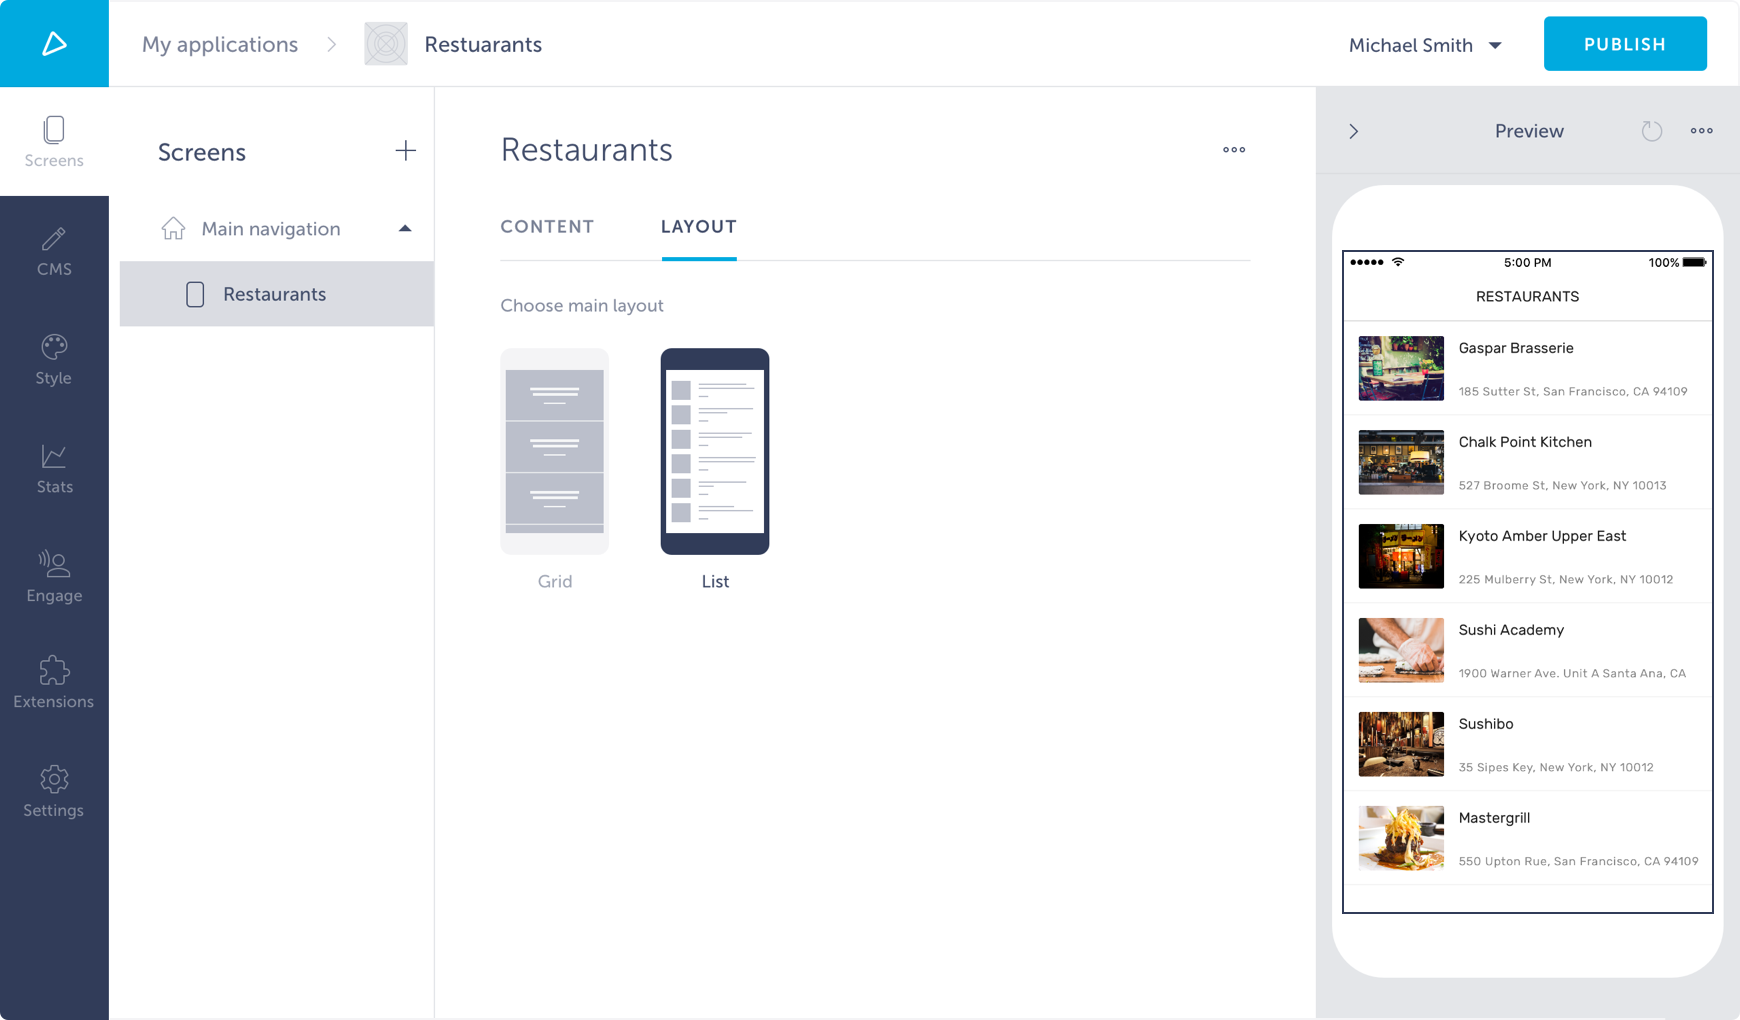 My applications
Restuarants
Michael Smith
PUBLISH
Screens
CMS
Style
Stats
Engage
Extensions
Settings
Screens
Main navigation
Restaurants
Restaurants
CONTENT
LAYOUT
Choose main layout
Grid
List
Preview
5:00 PM
100%
RESTAURANTS
Gaspar Brasserie
185 Sutter St, San Francisco, CA 94109
Chalk Point Kitchen
527 Broome St, New York, NY 10013
Kyoto Amber Upper East
225 Mulberry St, New York, NY 10012
Sushi Academy
1900 Warner Ave. Unit A Santa Ana, CA
Sushibo
35 Sipes Key, New York, NY 10012
Mastergrill
550 Upton Rue, San Francisco, CA 94109